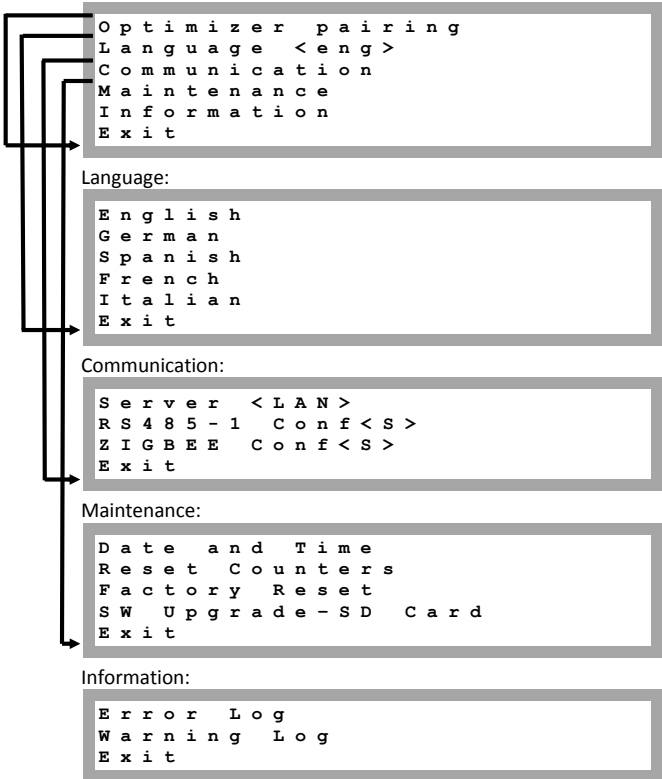 Optimizer pairing
Language <eng>
Communication
Maintenance
Information
Exit
Language:
English
German
Spanish
French
Italian
Exit
Communication:
Server <LAN>
RS485-1 Conf<S>
ZIGBEE Conf<S>
Exit
Maintenance:
Date and Time
Reset Counters
Factory Reset
SW Upgrade-SD Card
Exit
Information:
Error Log
Warning Log
Exit